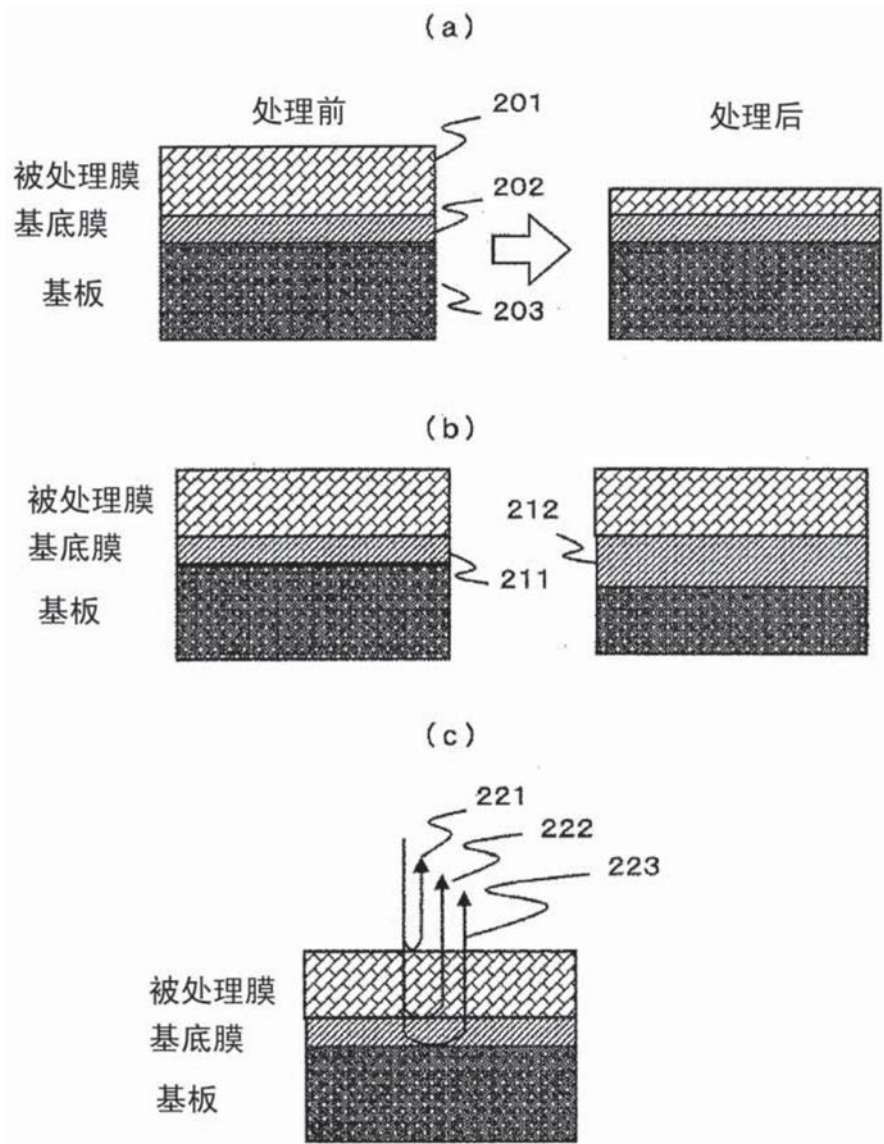 (a)
处理前
201
处理后
被处理膜
202
基底膜
基板
203
(b)
被处理膜
212
基底膜
211
基板
(c)
221
222
223
被处理膜
基底膜
基板